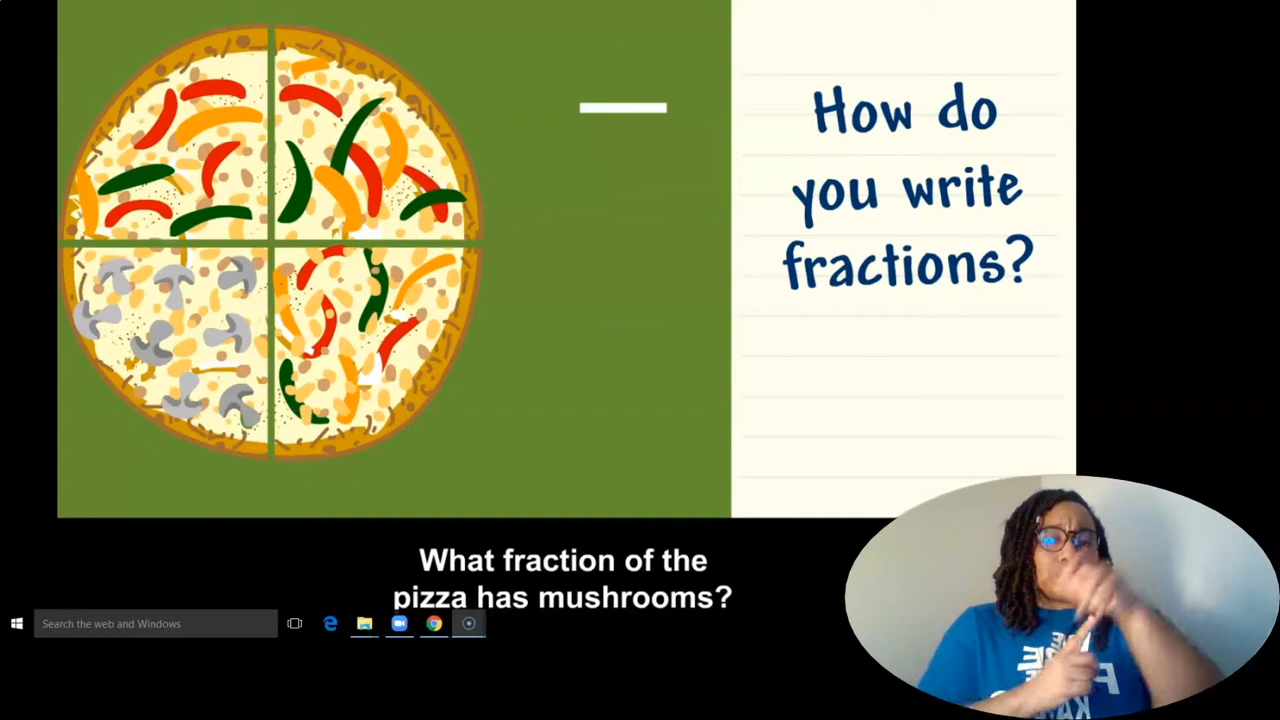 How do
you write
fractions?
What fraction of the
pizza has mushrooms?
Search the web and Windows